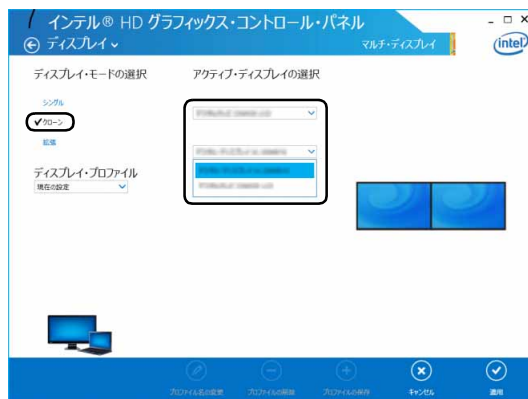 インテル® HD グラフィックス・コントロール・パネル
ディスプレイ
マルチ・ディスプレイ
intel
ディスプレイ・モードの選択
アクティブ・ディスプレイの選択
シングル
クローン
拡張
ディスプレイ・プロファイル
現在の設定
プロファイル名の変更
プロファイルの削除
プロファイルの保存
キャンセル
適用